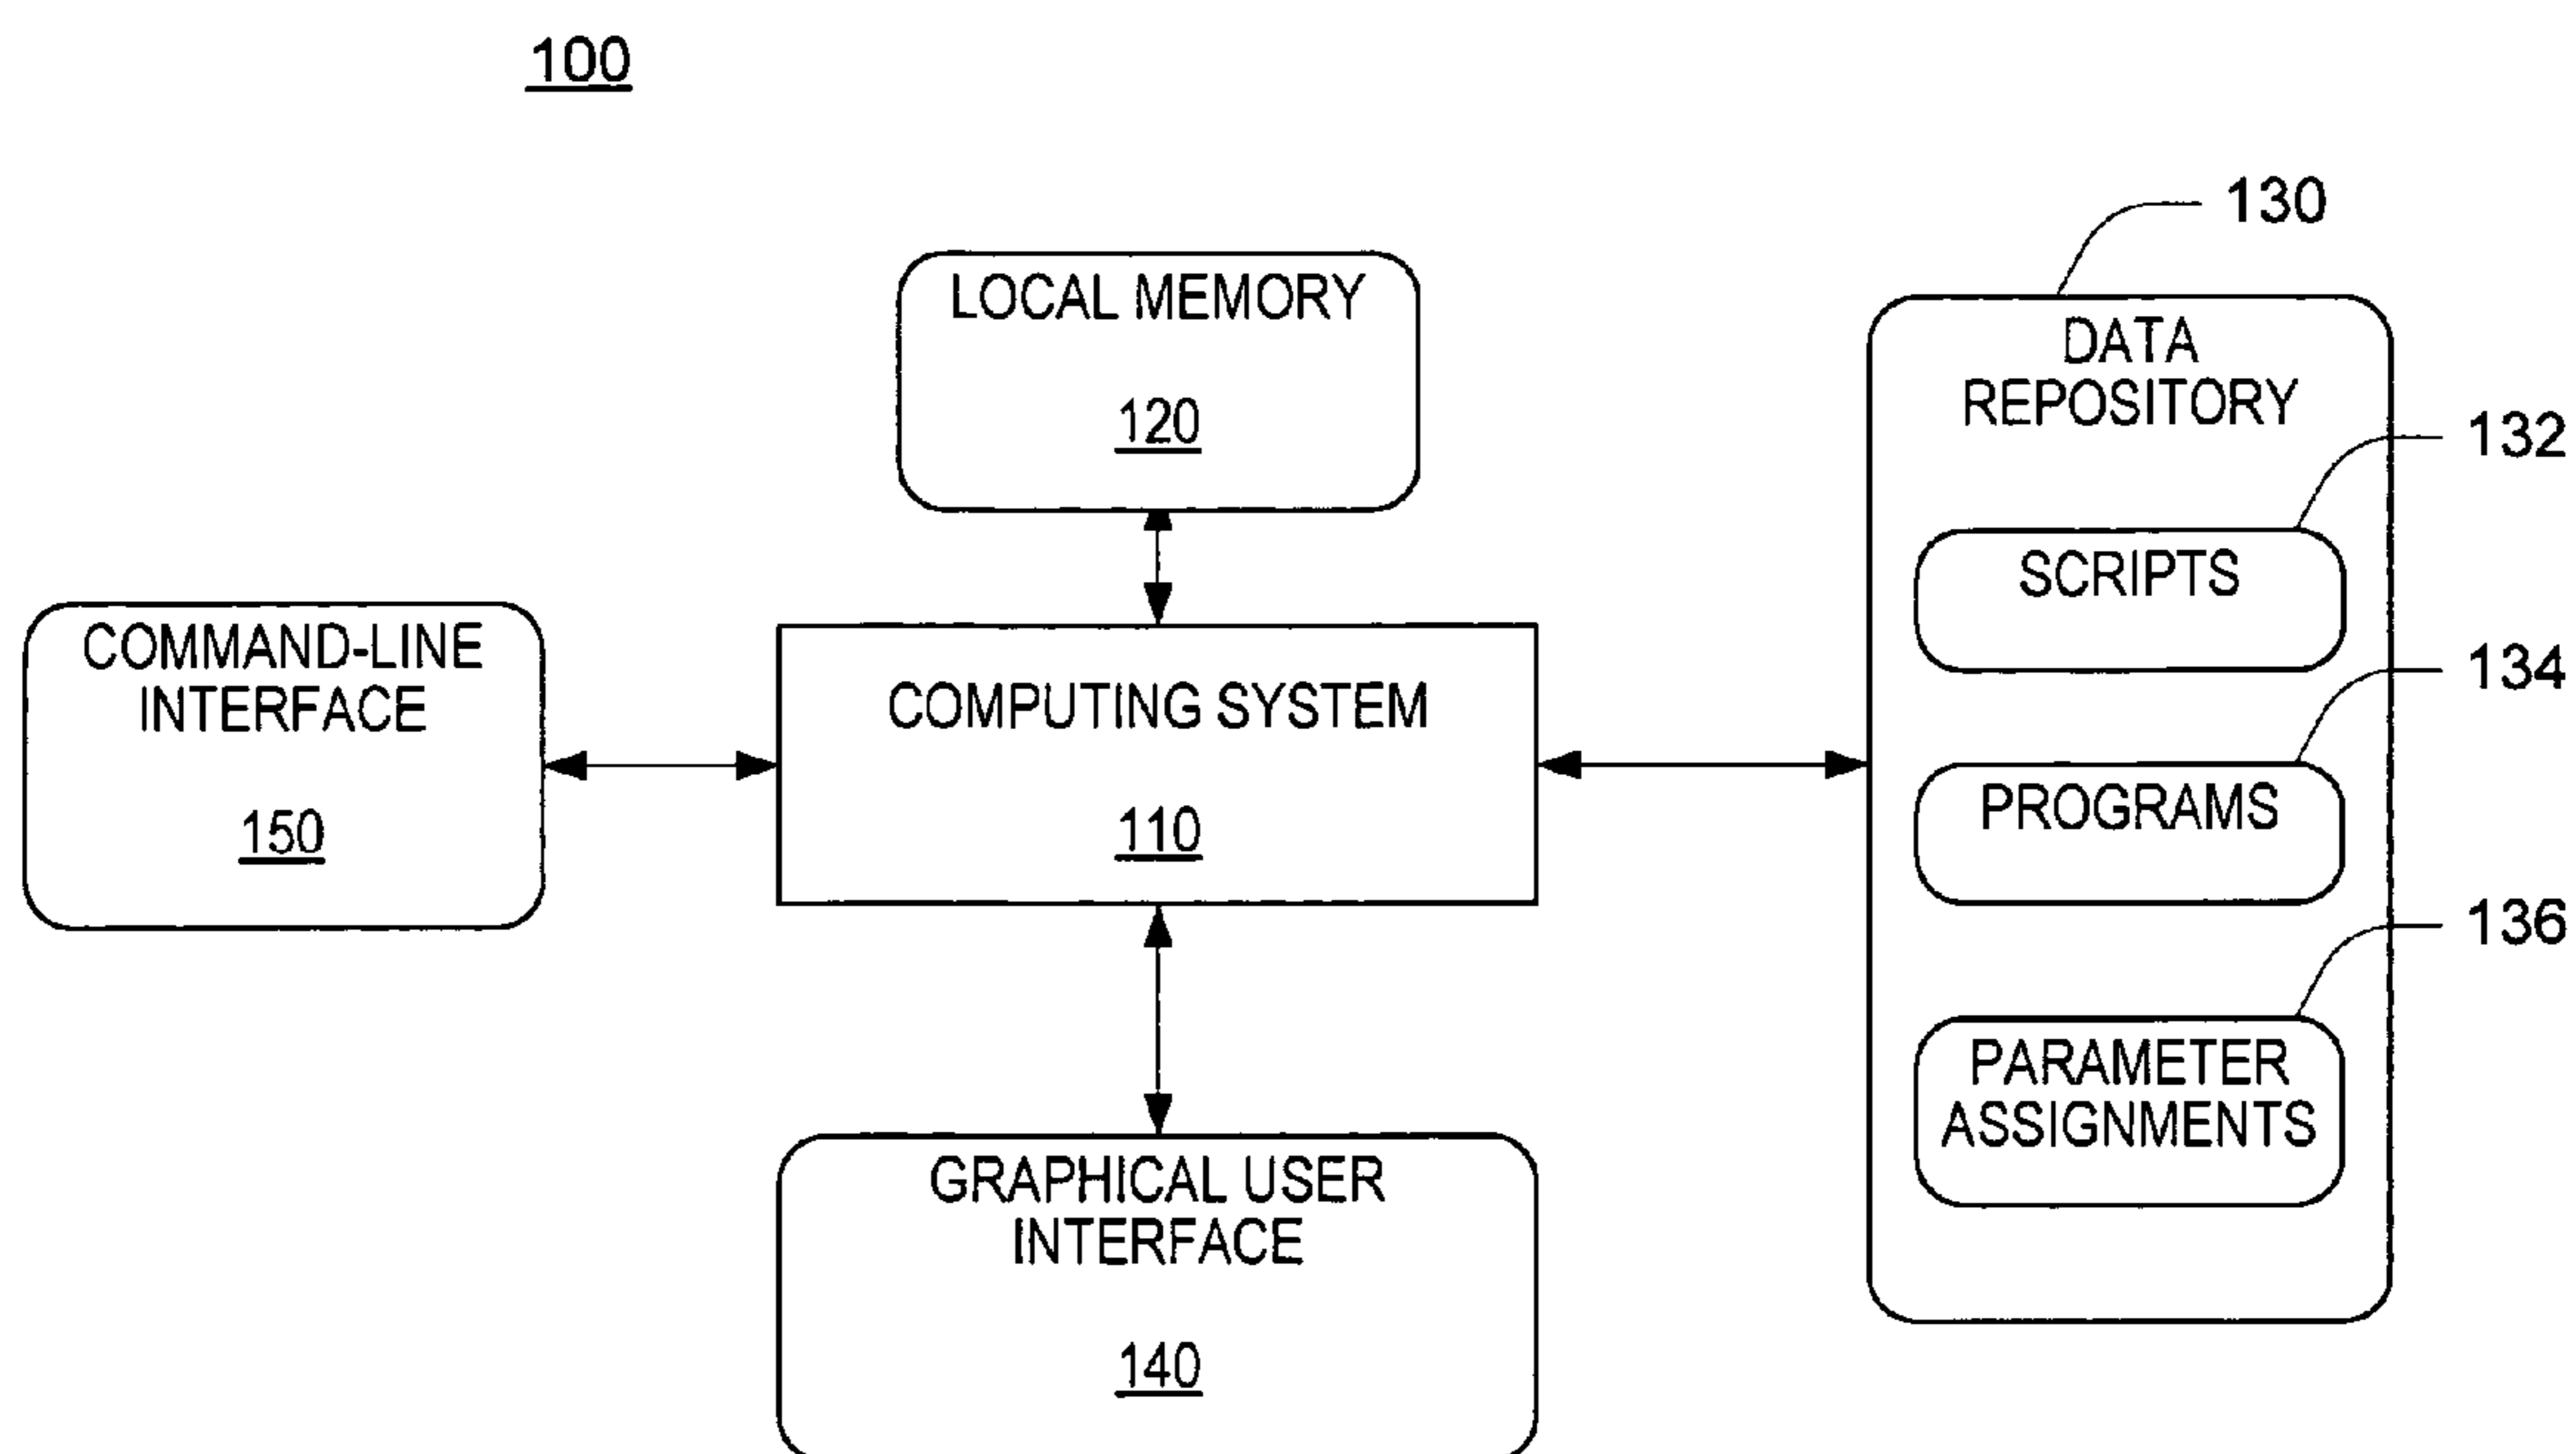 100
130
LOCAL MEMORY
120
DATA
REPOSITORY
132
SCRIPTS
134
PROGRAMS
136
PARAMETER
ASSIGNMENTS
COMMAND-LINE
INTERFACE
150
COMPUTING SYSTEM
110
GRAPHICAL USER
INTERFACE
140